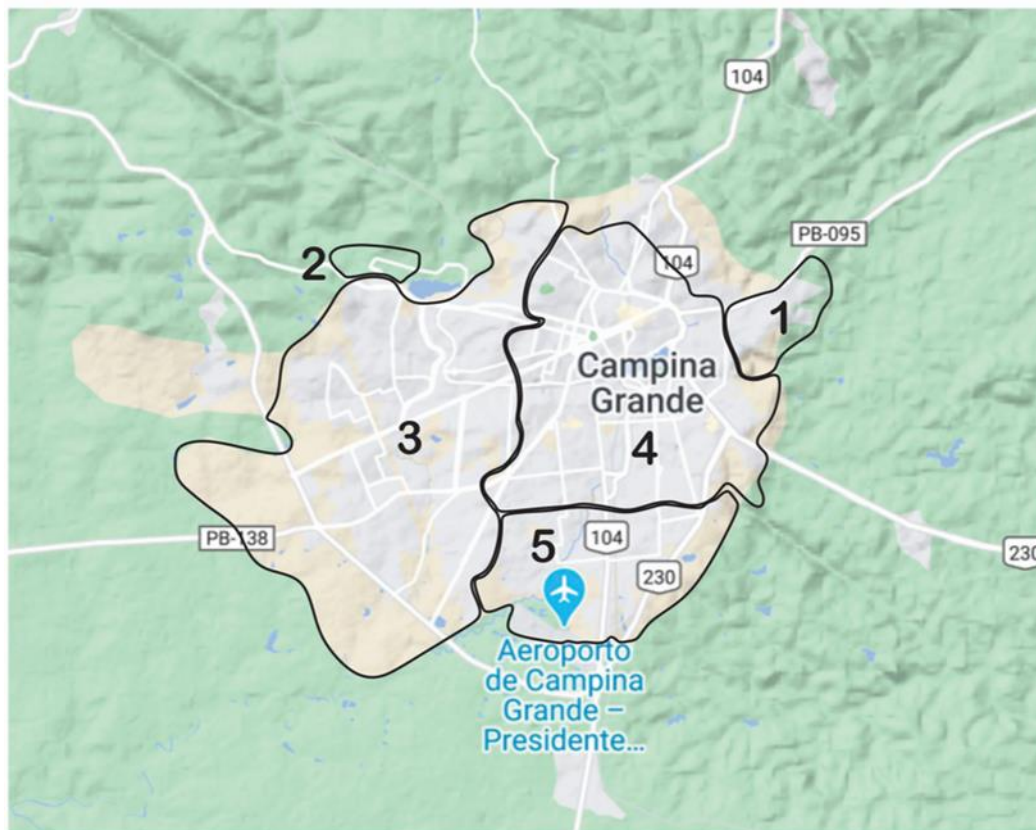 104
PB-095
104
2
1
Campina
Grande
3
4
PB-138
5
104
230
230
Aeroporto
de Campina
Grande –
Presidente...